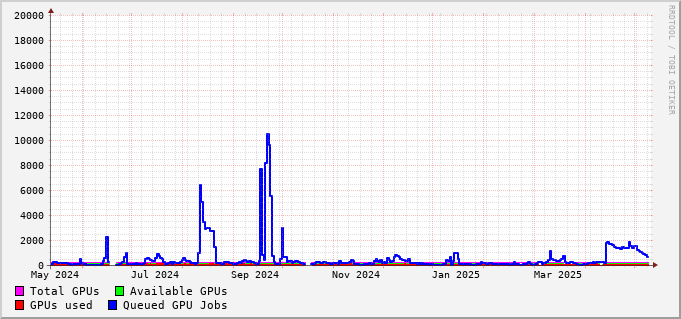 20000
18000
16000
14000
12000
10000
8000
6000
4000
2000
0
May 2024 Jul 2024 Sep 2024 Nov 2024 Jan 2025 Mar 2025
Total GPUs Available GPUs
GPUs used Queued GPU Jobs
RRDTOOL / TOBI OETIKER